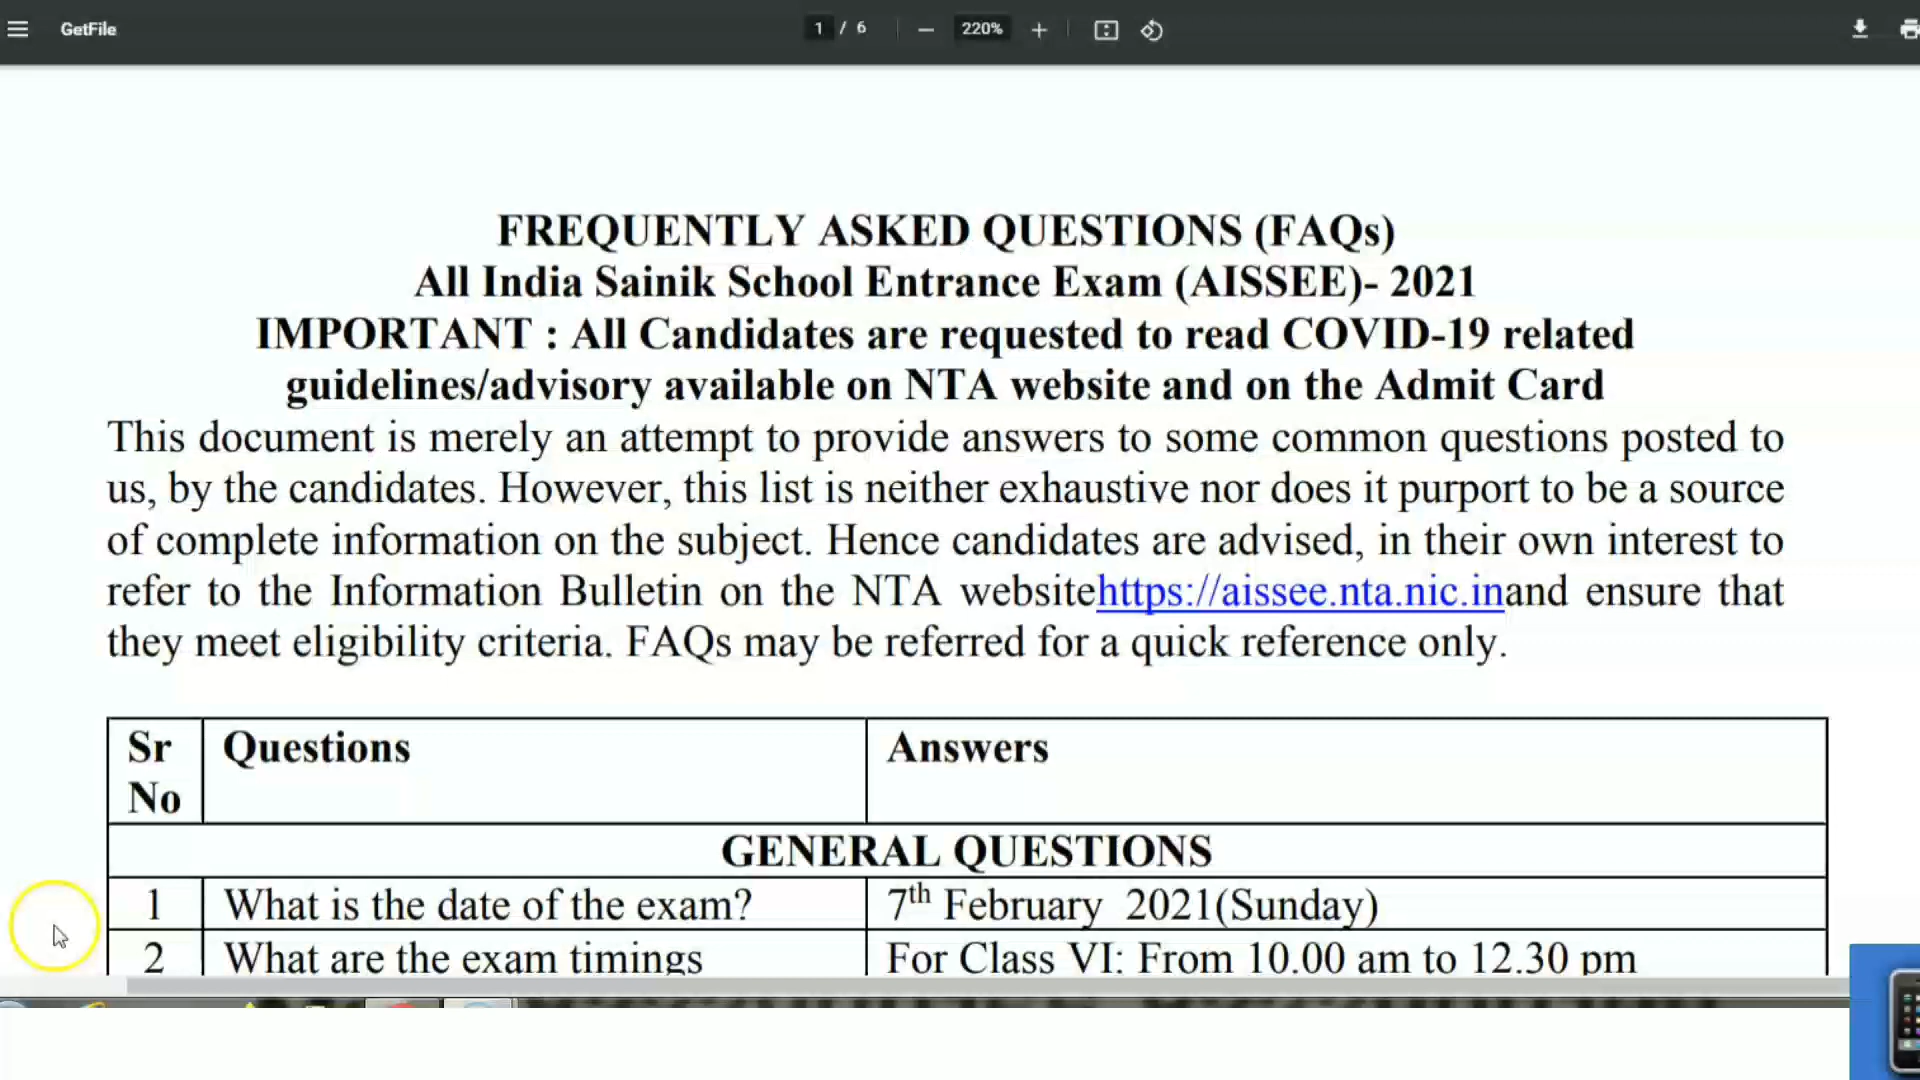 GetFile
1 / 6
220%
FREQUENTLY ASKED QUESTIONS (FAQs)
All India Sainik School Entrance Exam (AISSEE)- 2021
IMPORTANT : All Candidates are requested to read COVID-19 related
guidelines/advisory available on NTA website and on the Admit Card
This document is merely an attempt to provide answers to some common questions posted to
us, by the candidates. However, this list is neither exhaustive nor does it purport to be a source
of complete information on the subject. Hence candidates are advised, in their own interest to
refer to the Information Bulletin on the NTA websitehttps://aissee.nta.nic.inand ensure that
they meet eligibility criteria. FAQs may be referred for a quick reference only.
Sr No Questions Answers
GENERAL QUESTIONS
1 What is the date of the exam? 7th February 2021(Sunday)
2 What are the exam timings For Class VI: From 10.00 am to 12.30 pm